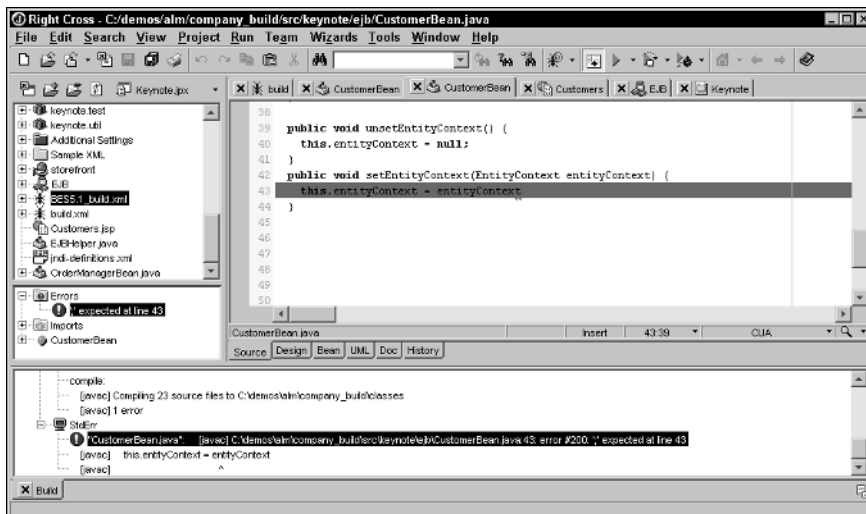 Right Cross - C:/demos/alm/company_build/src/keynote/ejb/CustomerBean.java
File Edit Search View Project Run Team Wizards Tools Window Help
Keynote.jpx
build CustomerBean CustomerBean Customers EJB Keynote
keynote.test
keynote.util
Additional Settings
Sample XML
storefront
EJB
BES5.1_build.xml
build.xml
Customers.jsp
EJBHelper.java
jndi-definitions.xml
OrderManagerBean.java
38
39 public void unsetEntityContext() {
40 this.entityContext = null;
41 }
42 public void setEntityContext(EntityContext entityContext) {
43 this.entityContext = entityContext
44 }
45
46
47
48
49
50
Errors
';' expected at line 43
Imports
CustomerBean
CustomerBean.java Insert 43:39 CUA
Source Design Bean UML Doc History
compile:
[javac] Compiling 23 source files to C:\demos\alm\company_build\classes
[javac] 1 error
StdErr
"CustomerBean.java": [javac] C:\demos\alm\company_build\src\keynote\ejb\CustomerBean.java:43: error #200: ';' expected at line 43
[javac] this.entityContext = entityContext
[javac] ^
Build